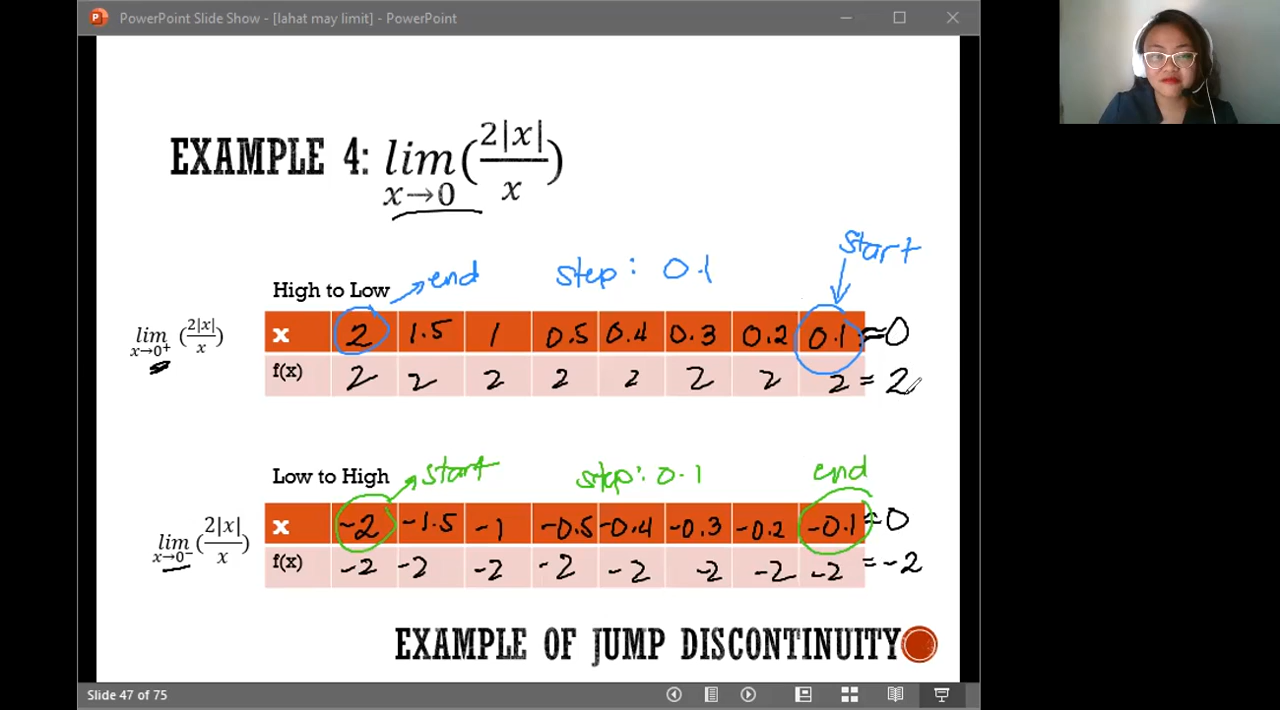 PowerPoint Slide Show - [lahat may limit] - PowerPoint
EXAMPLE 4: lim x→0 (2|x|/x)
start
end
step: 0.1
High to Low
lim x→0+ (2|x|/x)
x 2 1.5 1 0.5 0.4 0.3 0.2 0.1 ≈0
f(x) 2 2 2 2 2 2 2 2 = 2
Low to High
start
step: 0.1
end
lim x→0- (2|x|/x)
x -2 -1.5 -1 -0.5 -0.4 -0.3 -0.2 -0.1 ≈0
f(x) -2 -2 -2 -2 -2 -2 -2 -2 = -2
EXAMPLE OF JUMP DISCONTINUITY
Slide 47 of 75